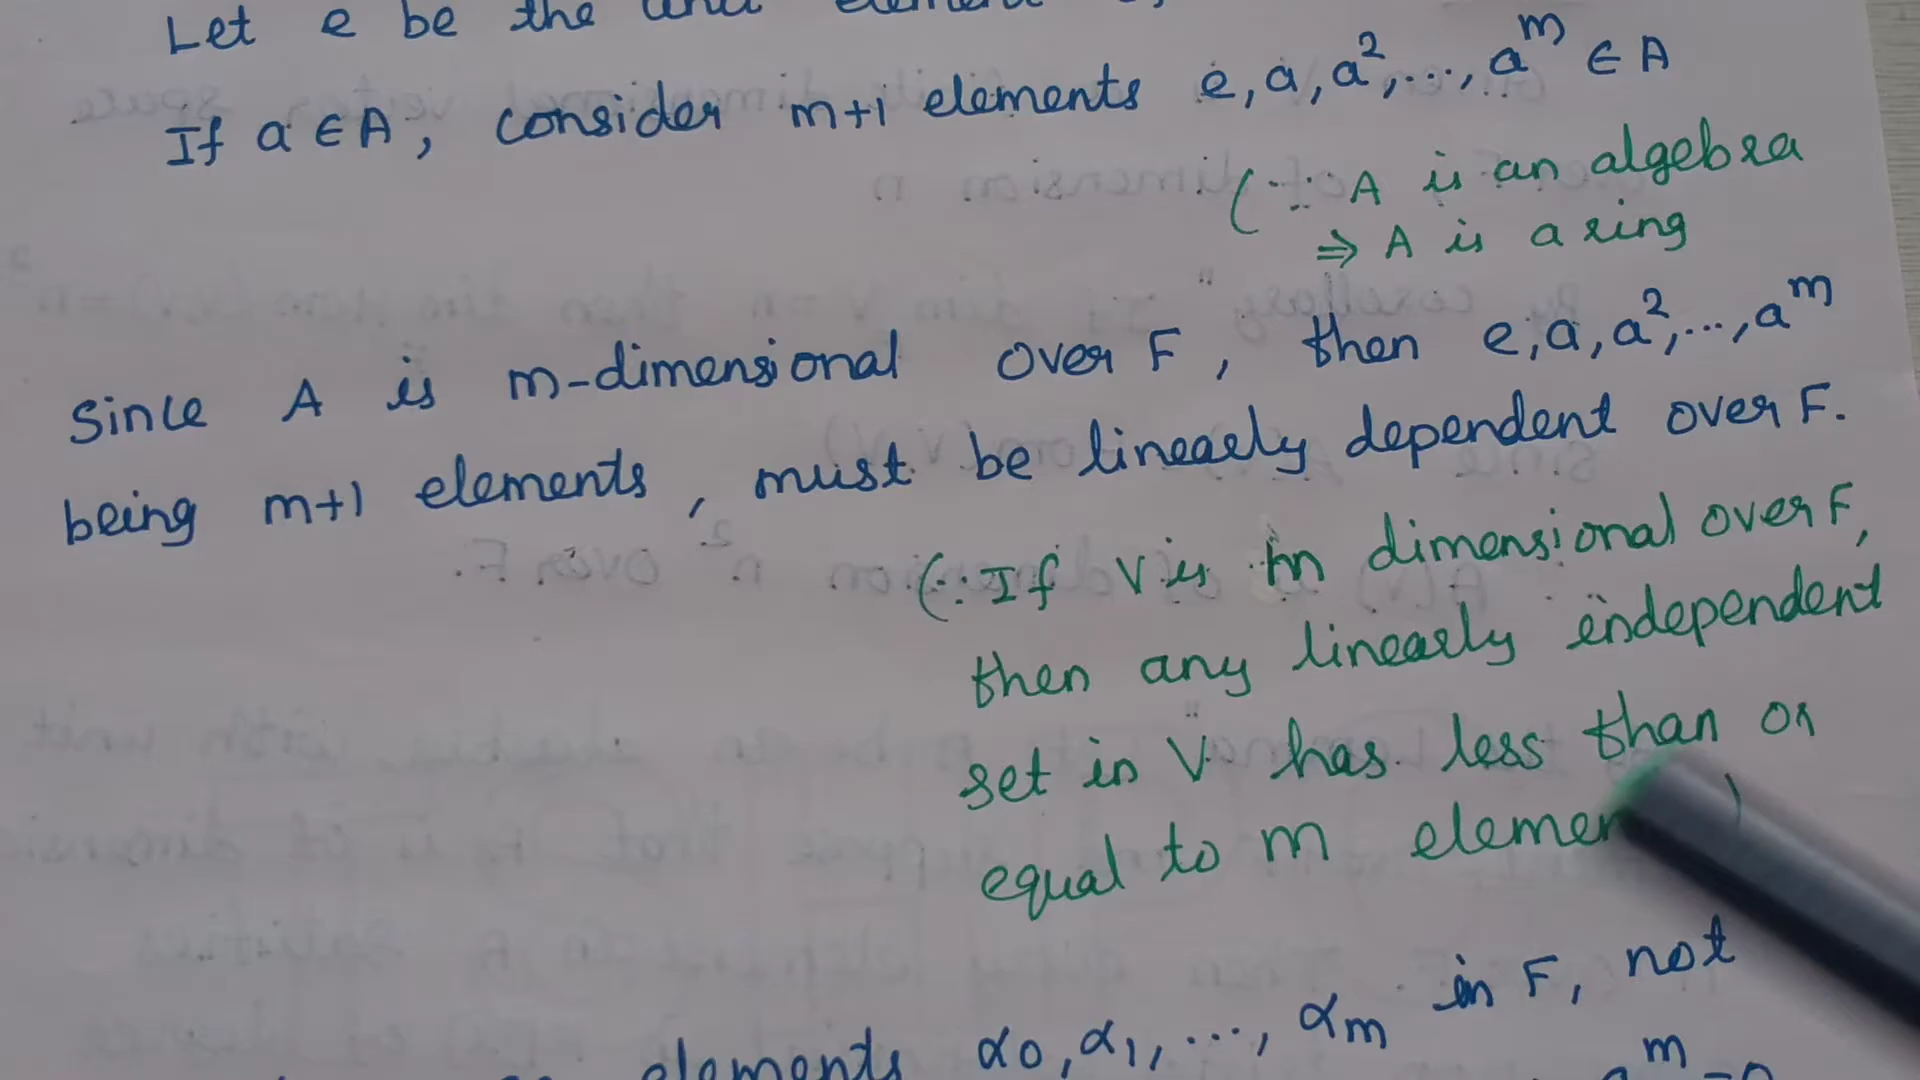 Let e be the unit element
If a ∈ A, consider m+1 elements e, a, a², ..., aᵐ ∈ A
(∵ A is an algebra
⇒ A is a ring
Since A is m-dimensional over F, then e, a, a², ..., aᵐ
being m+1 elements, must be linearly dependent over F.
(∵ If V is m dimensional over F,
then any linearly independent
set in V has less than or
equal to m )
elements α₀, α₁, ..., αₘ in F, not